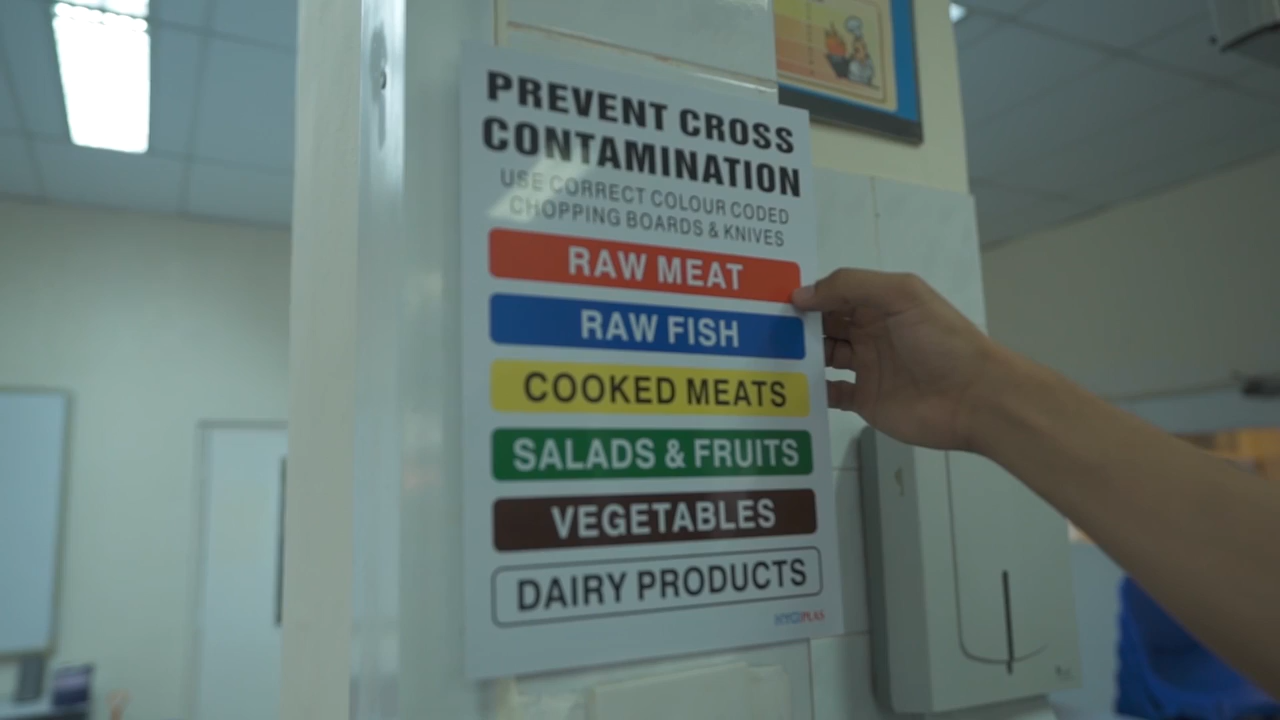 PREVENT CROSS
CONTAMINATION
USE CORRECT COLOUR CODED
CHOPPING BOARDS & KNIVES
RAW MEAT
RAW FISH
COOKED MEATS
SALADS & FRUITS
VEGETABLES
DAIRY PRODUCTS